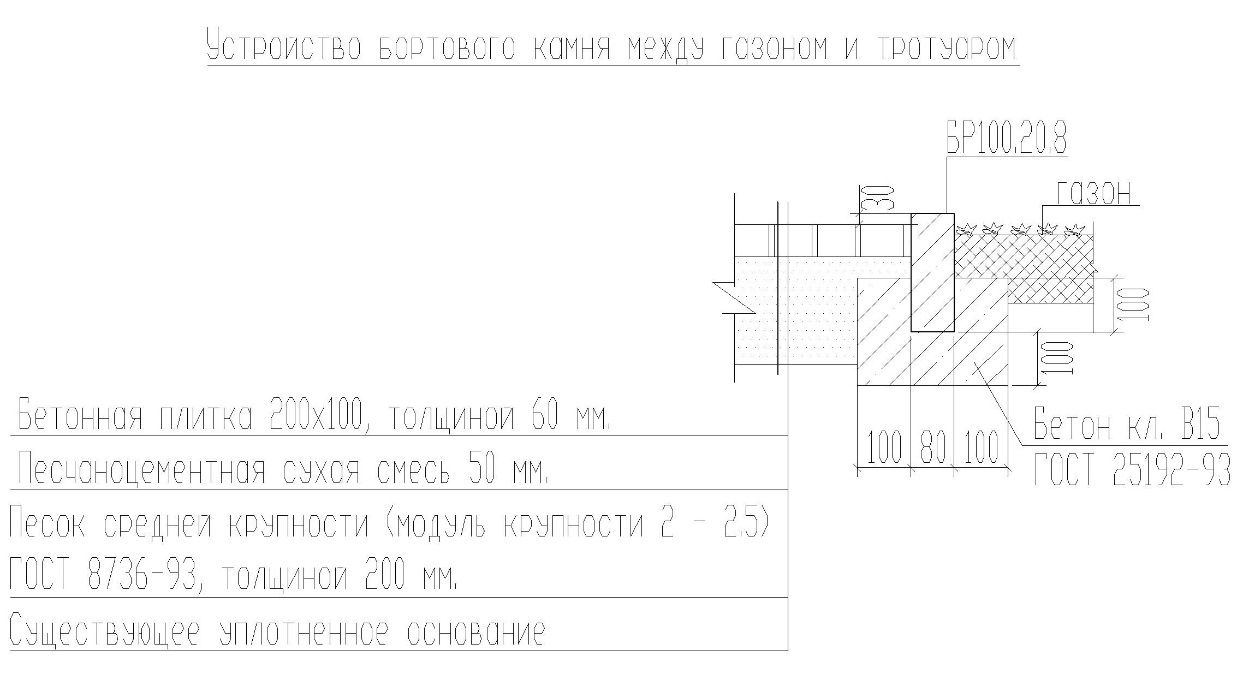 Устройство бортового камня между газоном и тротуаром
БР100.20.8
30
газон
100
100
Бетонная плитка 200х100, толщиной 60 мм.
100 80 100
Бетон кл. В15
Песчаноцементная сухая смесь 50 мм.
ГОСТ 25192-93
Песок средней крупности (модуль крупности 2 - 2.5)
ГОСТ 8736-93, толщиной 200 мм.
Существующее уплотненное основание